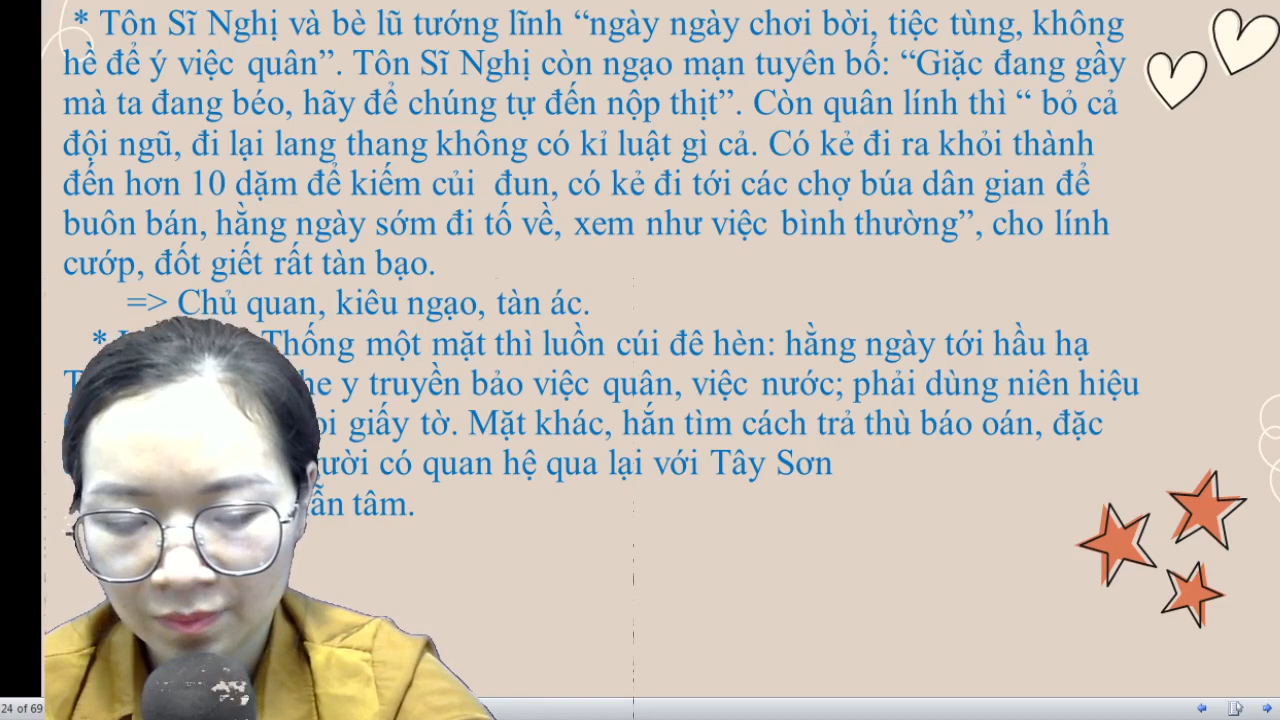 * Tôn Sĩ Nghị và bè lũ tướng lĩnh “ngày ngày chơi bời, tiệc tùng, không
hề để ý việc quân”. Tôn Sĩ Nghị còn ngạo mạn tuyên bố: “Giặc đang gầy
mà ta đang béo, hãy để chúng tự đến nộp thịt”. Còn quân lính thì “ bỏ cả
đội ngũ, đi lại lang thang không có kỉ luật gì cả. Có kẻ đi ra khỏi thành
đến hơn 10 dặm để kiếm củi đun, có kẻ đi tới các chợ búa dân gian để
buôn bán, hằng ngày sớm đi tố về, xem như việc bình thường”, cho lính
cướp, đốt giết rất tàn bạo.
=> Chủ quan, kiêu ngạo, tàn ác.
* Thống một mặt thì luồn cúi đê hèn: hằng ngày tới hầu hạ
y truyền bảo việc quân, việc nước; phải dùng niên hiệu
giấy tờ. Mặt khác, hắn tìm cách trả thù báo oán, đặc
có quan hệ qua lại với Tây Sơn
tâm.
24 of 69